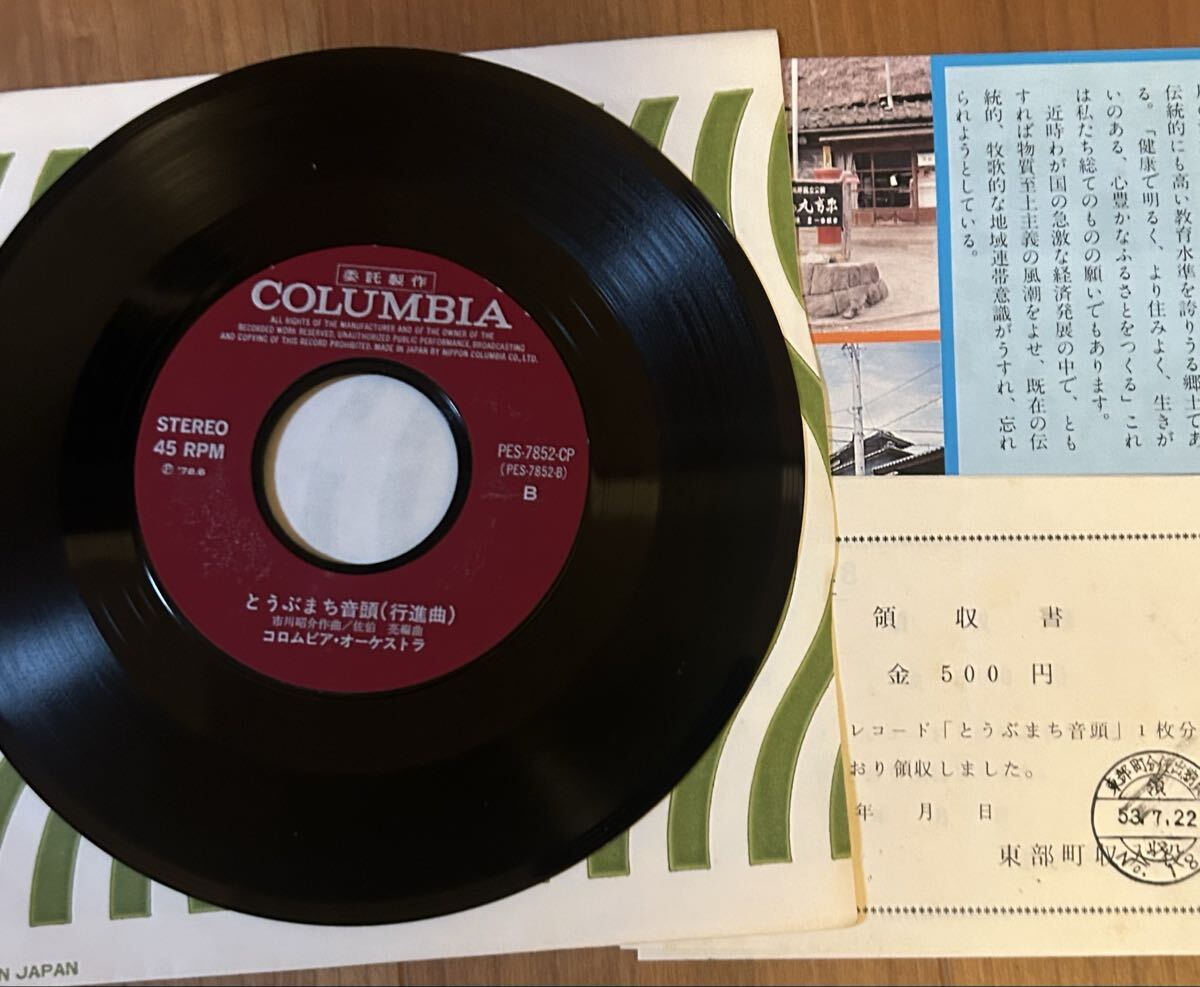 委託製作
COLUMBIA
ALL RIGHTS OF THE MANUFACTURER AND OF THE OWNER OF THE
RECORDED WORK RESERVED. UNAUTHORIZED PUBLIC PERFORMANCE, BROADCASTING
AND COPYING OF THIS RECORD PROHIBITED. MADE IN JAPAN BY NIPPON COLUMBIA CO., LTD.
STEREO
45 RPM
Ⓟ '78.6
PES-7852-CP
(PES-7852-B)
B
とうぶまち音頭(行進曲)
市川昭介作曲/佐伯 亮編曲
コロムビア・オーケストラ
N JAPAN
伝統的にも高い教育水準を誇りうる郷土であ
る。「健康で明るく、より住みよく、生きが
いのある、心豊かなふるさとをつくる」これ
は私たち総てのものの願いでもあります。
近時わが国の急激な経済発展の中で、とも
すれば物質至上主義の風潮をよせ、既在の伝
統的、牧歌的な地域連帯意識がうすれ、忘れ
られようとしている。
領収書
金 500 円
レコード「とうぶまち音頭」1枚分
おり領収しました。
年 月 日
東部町収
53.7.22